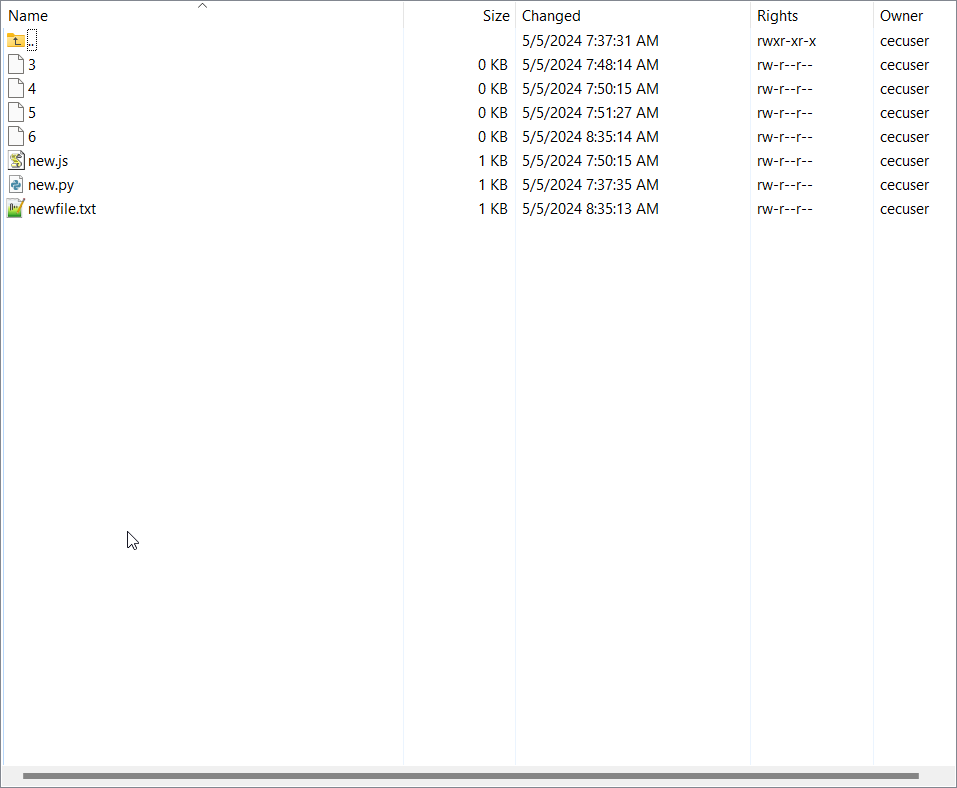 Name Size Changed Rights Owner
.. 5/5/2024 7:37:31 AM rwxr-xr-x cecuser
3 0 KB 5/5/2024 7:48:14 AM rw-r--r-- cecuser
4 0 KB 5/5/2024 7:50:15 AM rw-r--r-- cecuser
5 0 KB 5/5/2024 7:51:27 AM rw-r--r-- cecuser
6 0 KB 5/5/2024 8:35:14 AM rw-r--r-- cecuser
new.js 1 KB 5/5/2024 7:50:15 AM rw-r--r-- cecuser
new.py 1 KB 5/5/2024 7:37:35 AM rw-r--r-- cecuser
newfile.txt 1 KB 5/5/2024 8:35:13 AM rw-r--r-- cecuser